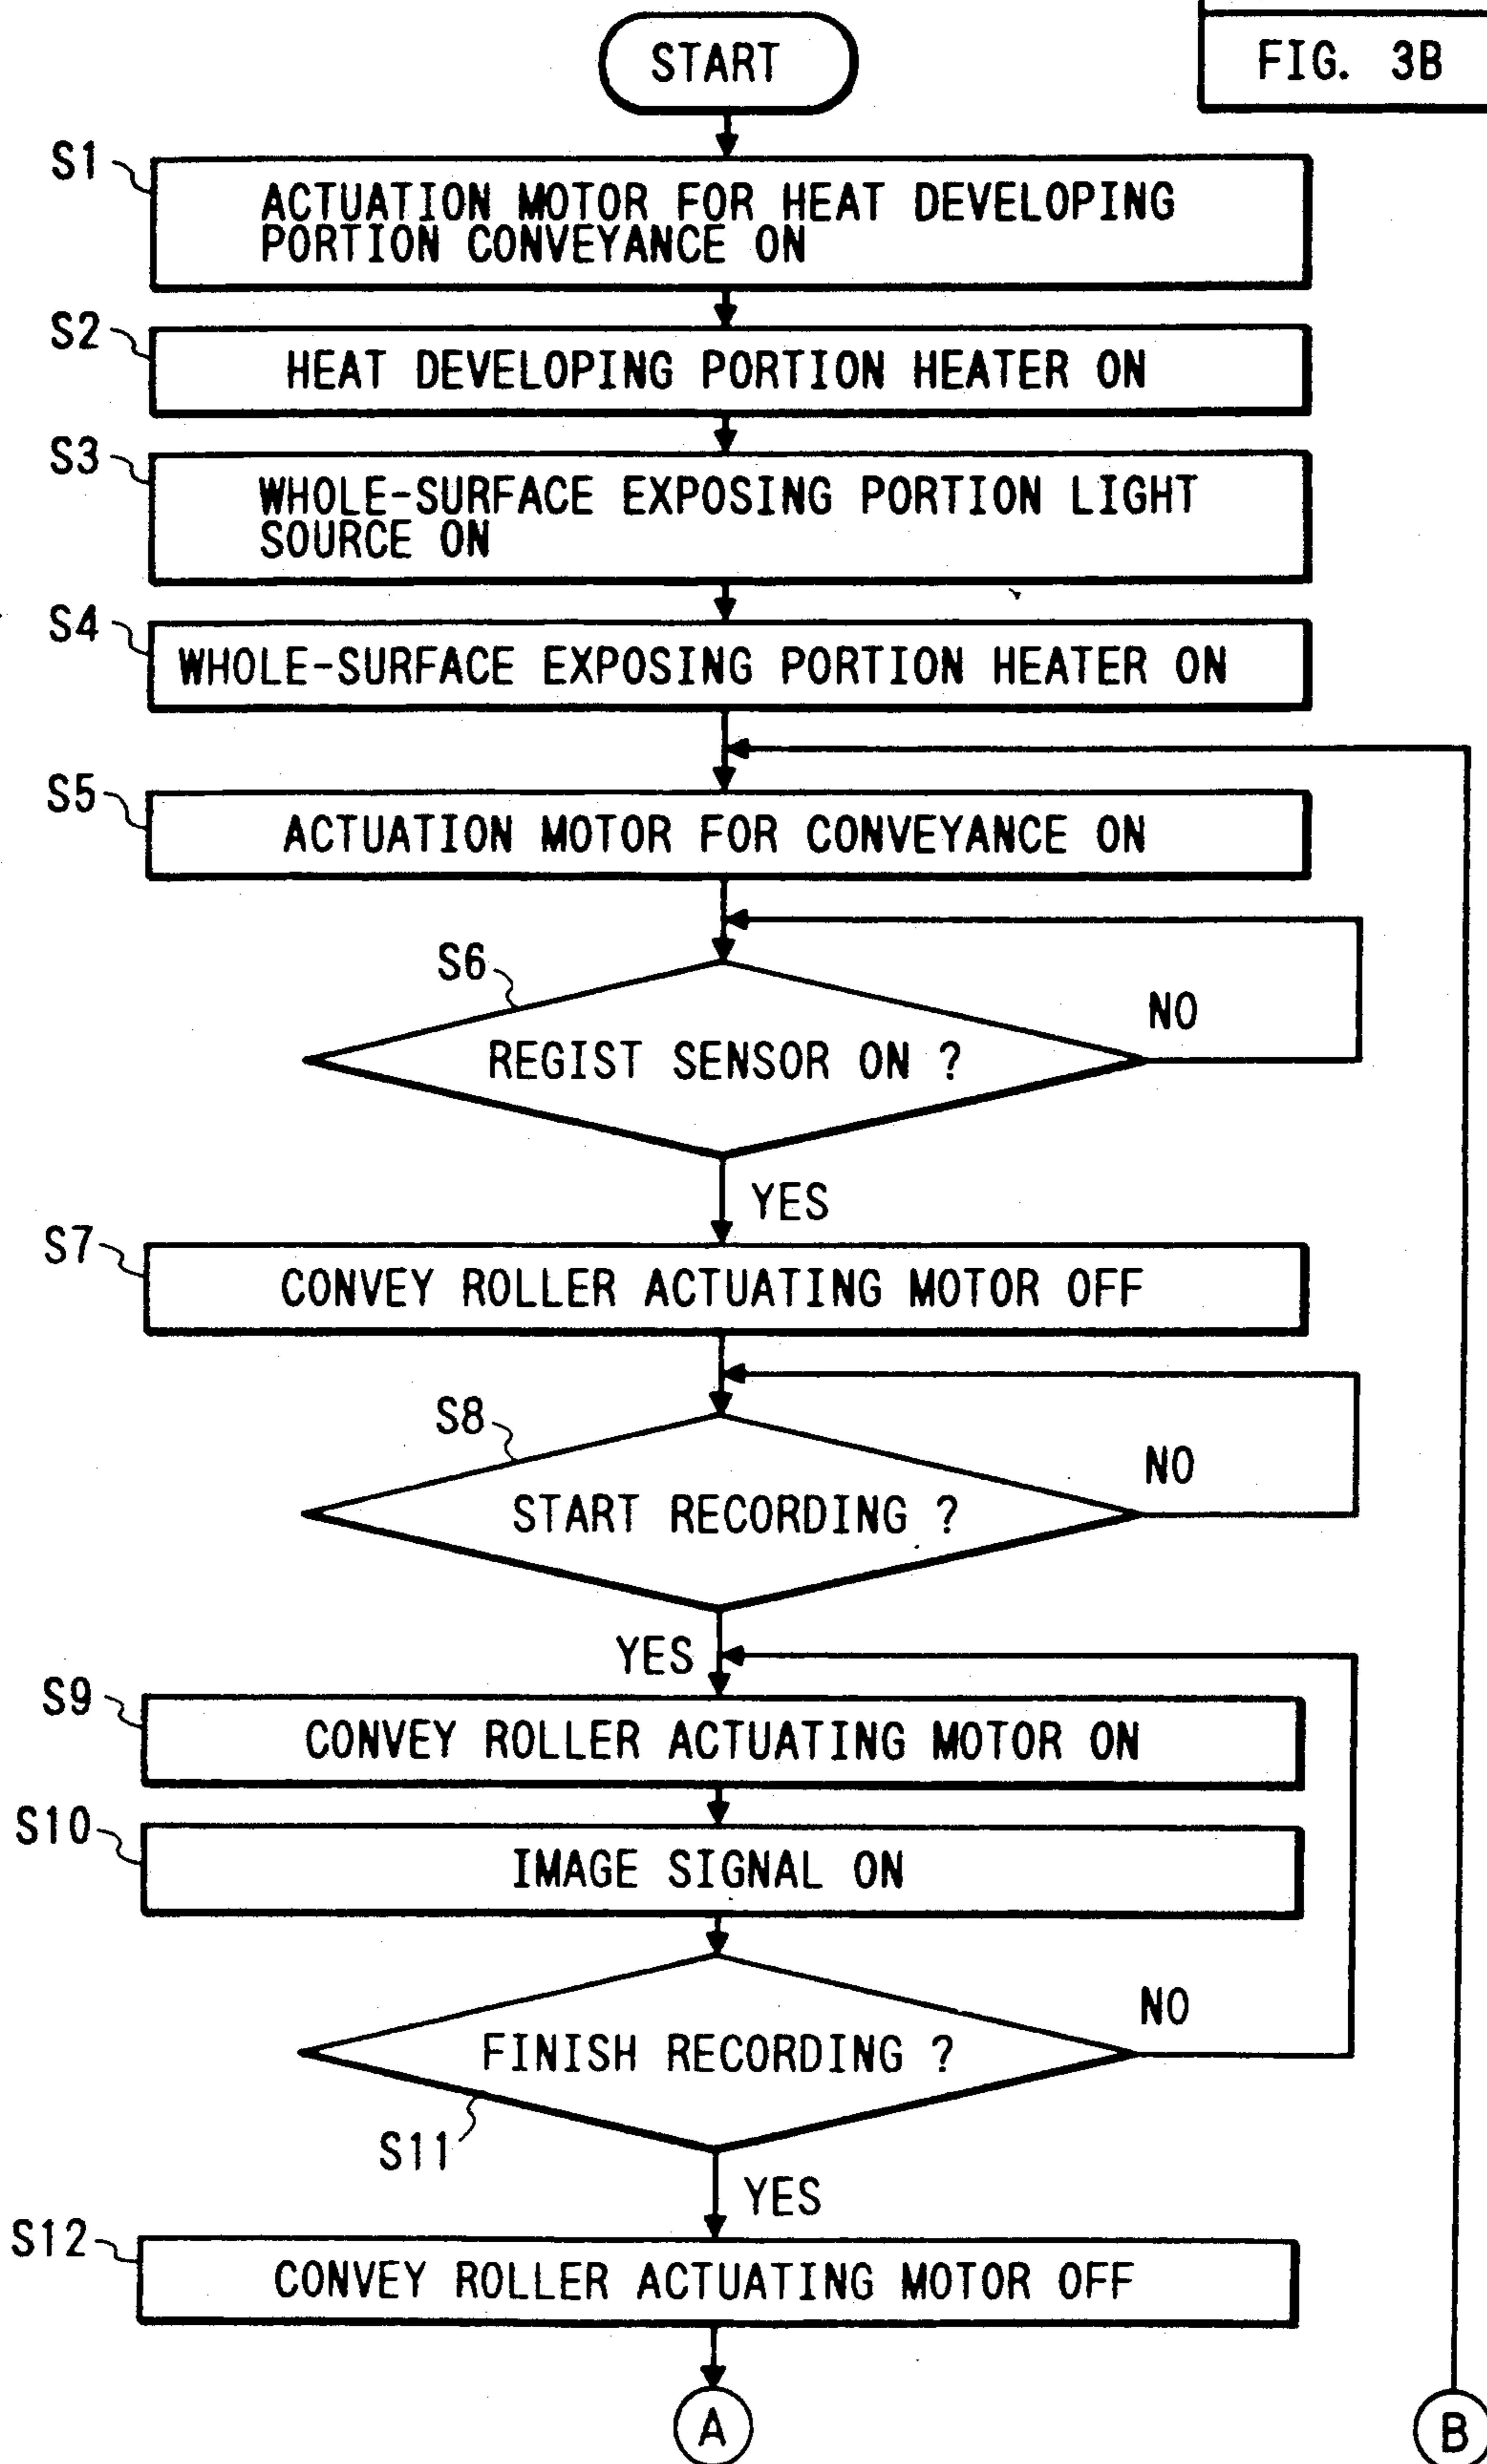 FIG. 3B
START
S1
ACTUATION MOTOR FOR HEAT DEVELOPING
PORTION CONVEYANCE ON
S2
HEAT DEVELOPING PORTION HEATER ON
S3
WHOLE-SURFACE EXPOSING PORTION LIGHT
SOURCE ON
S4
WHOLE-SURFACE EXPOSING PORTION HEATER ON
S5
ACTUATION MOTOR FOR CONVEYANCE ON
S6
REGIST SENSOR ON ?
NO
YES
S7
CONVEY ROLLER ACTUATING MOTOR OFF
S8
START RECORDING ?
NO
YES
S9
CONVEY ROLLER ACTUATING MOTOR ON
S10
IMAGE SIGNAL ON
FINISH RECORDING ?
NO
S11
YES
S12
CONVEY ROLLER ACTUATING MOTOR OFF
A
B